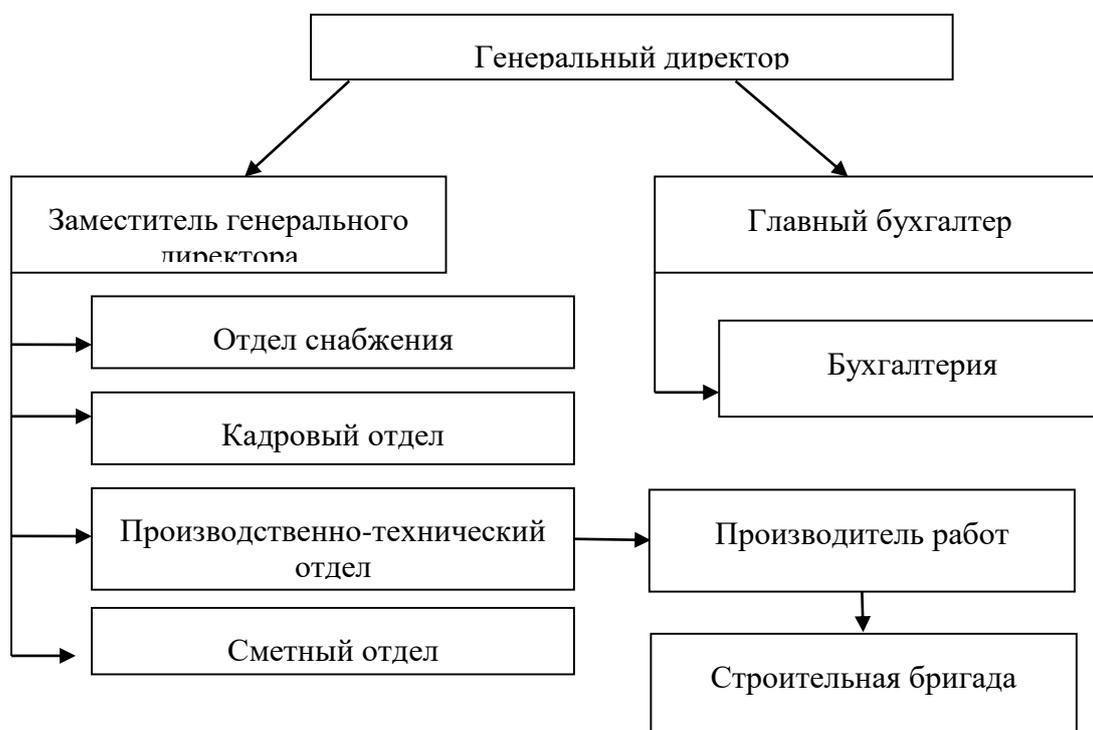 Генеральный директор
Заместитель генерального
директора
Главный бухгалтер
Отдел снабжения
Бухгалтерия
Кадровый отдел
Производственно-технический
отдел
Производитель работ
Сметный отдел
Строительная бригада